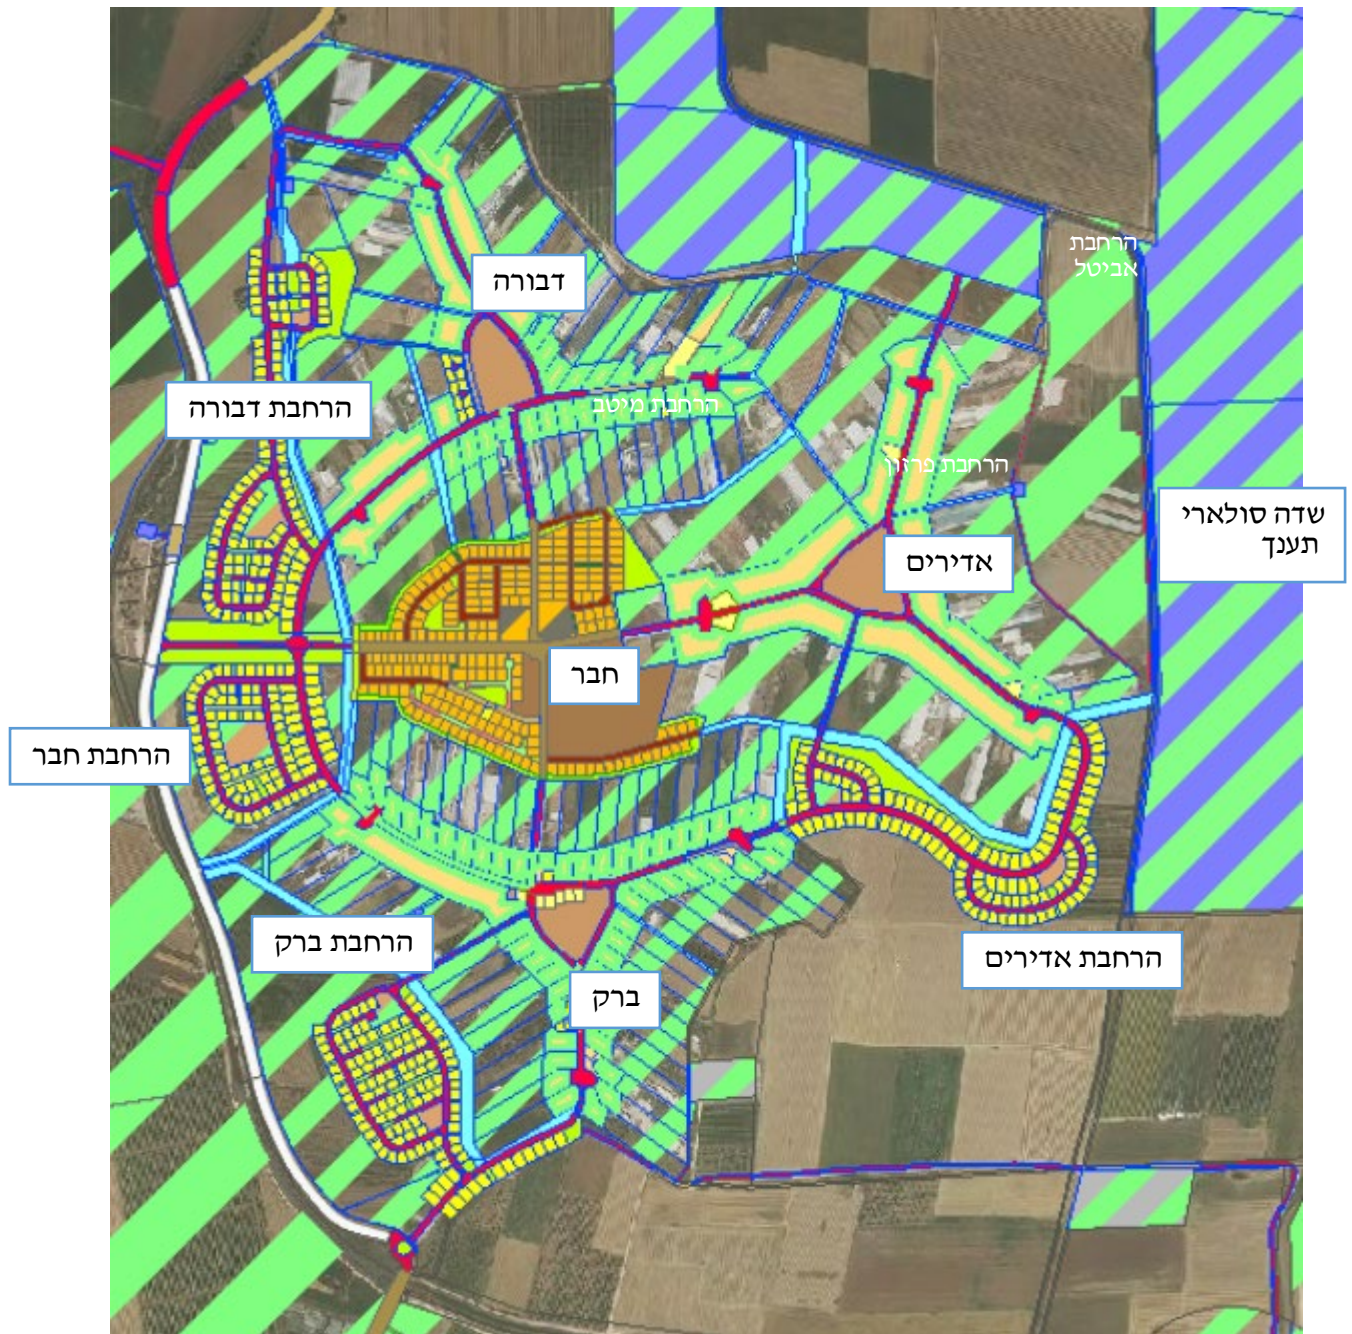 הרחבת
אביטל
דבורה
הרחבת דבורה
הרחבת מיטב
הרחבת פרזון
שדה סולארי
תענך
אדירים
חבר
הרחבת חבר
הרחבת ברק
הרחבת אדירים
ברק